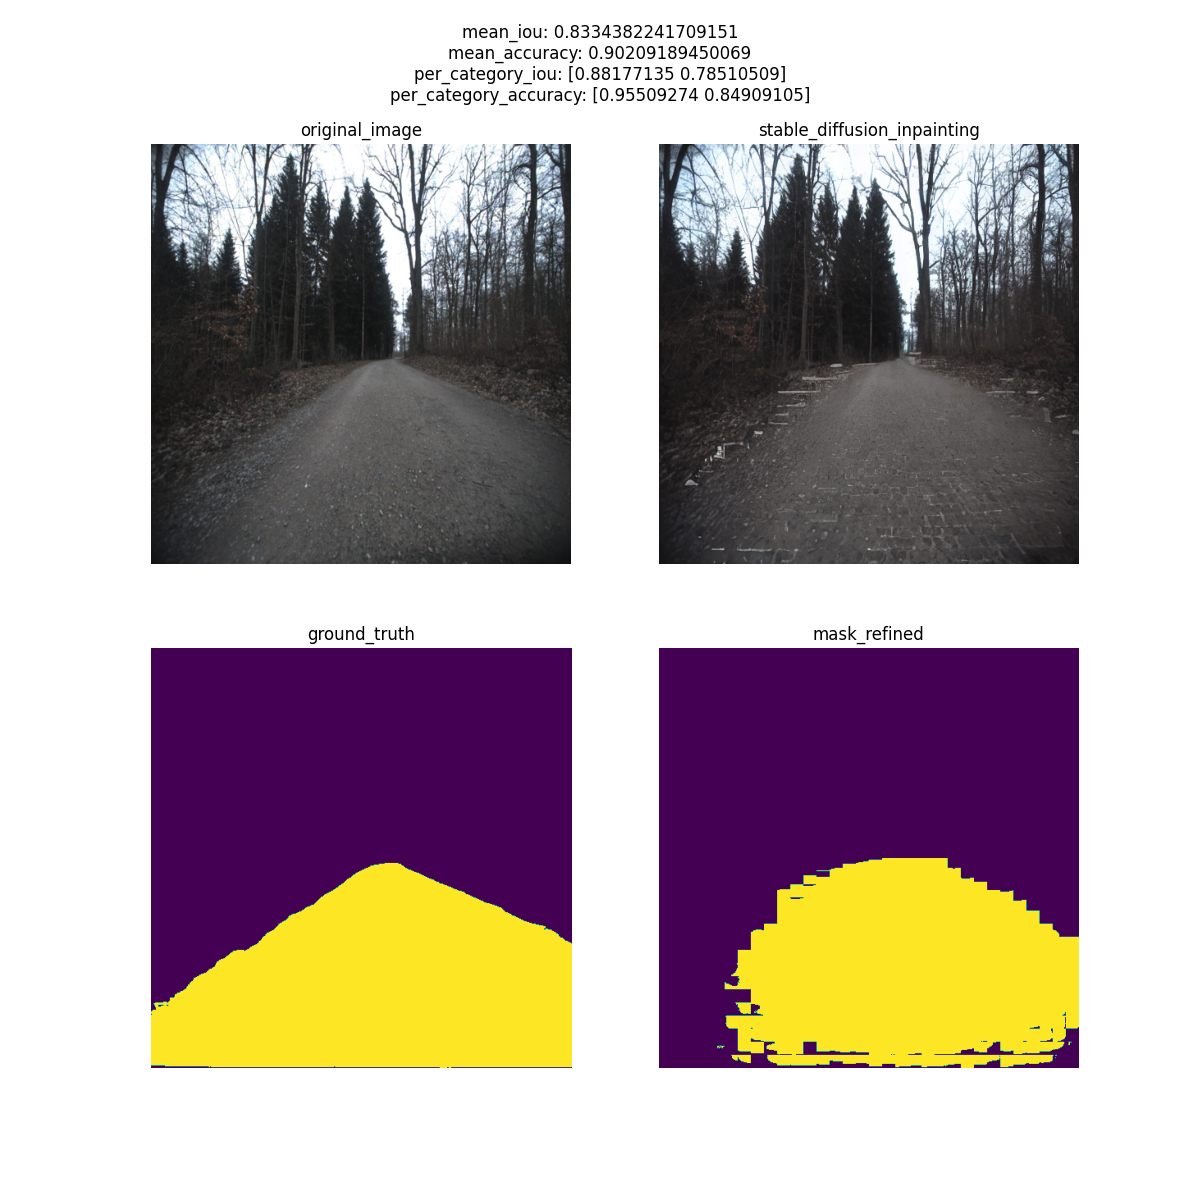 mean_iou: 0.8334382241709151
mean_accuracy: 0.90209189450069
per_category_iou: [0.88177135 0.78510509]
per_category_accuracy: [0.95509274 0.84909105]
original_image
stable_diffusion_inpainting
ground_truth
mask_refined